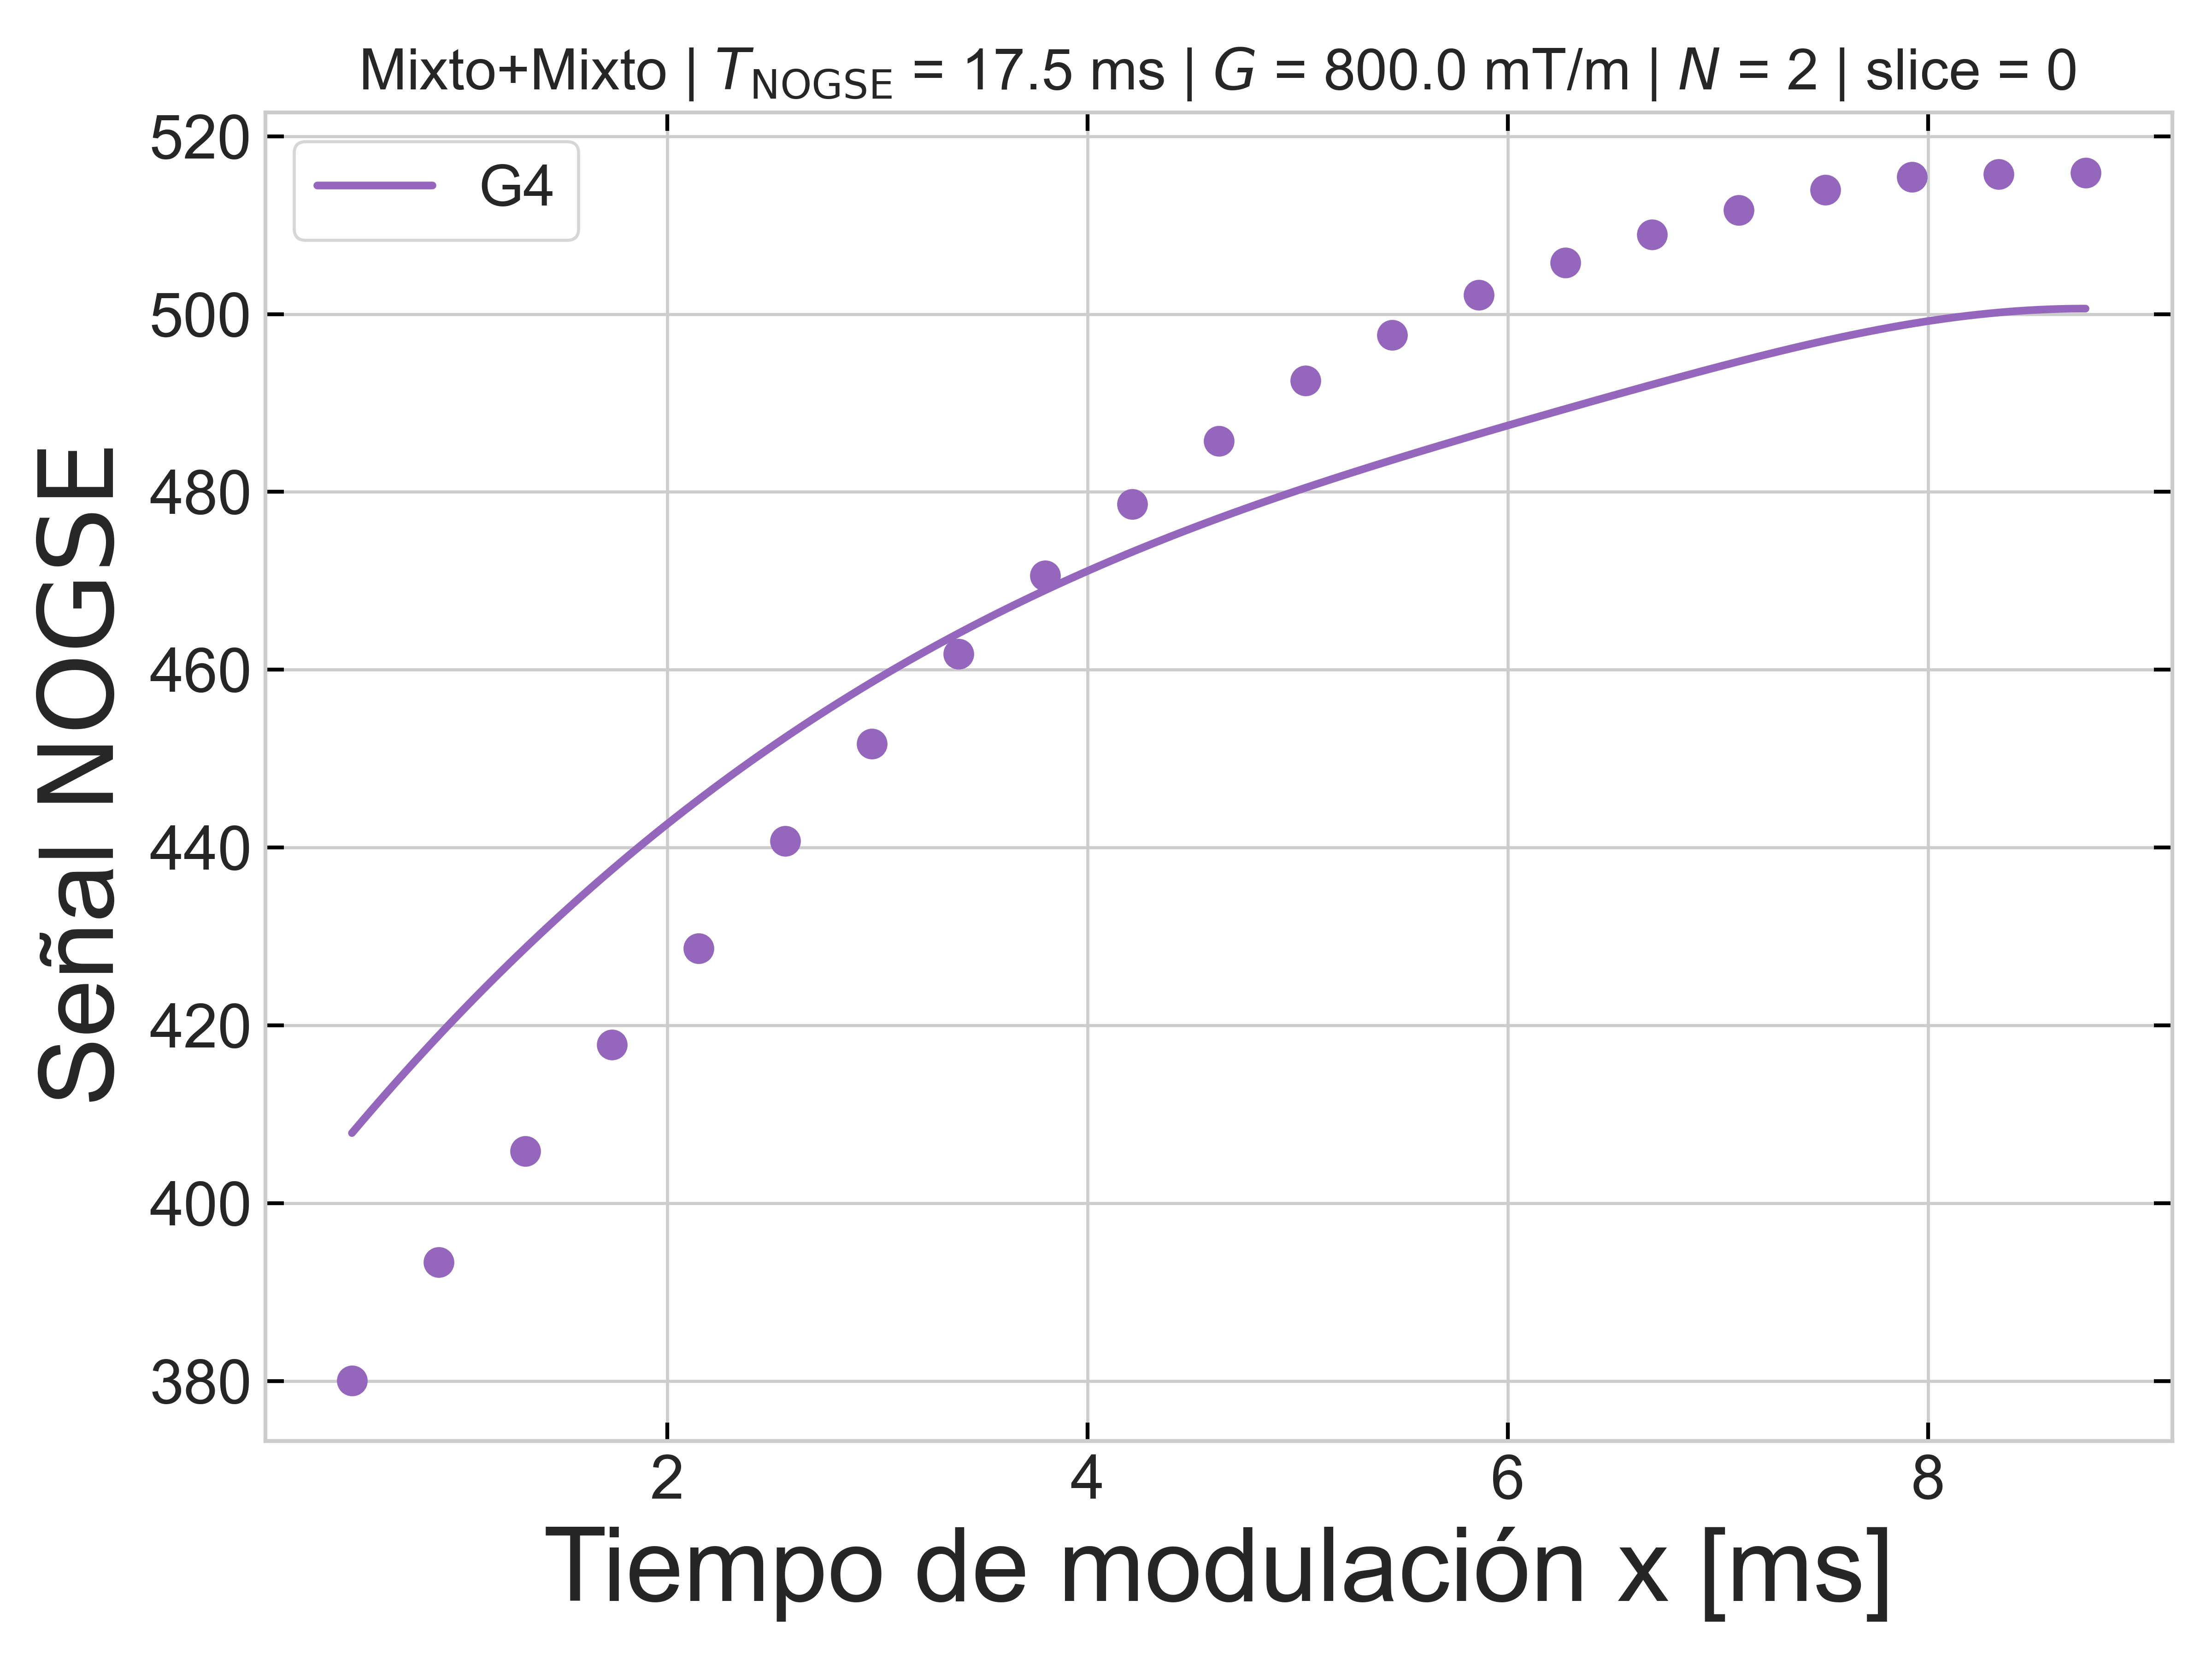 Mixto+Mixto | T_NOGSE = 17.5 ms | G = 800.0 mT/m | N = 2 | slice = 0
G4
520
500
480
460
440
420
400
380
Señal NOGSE
2 4 6 8
Tiempo de modulación x [ms]